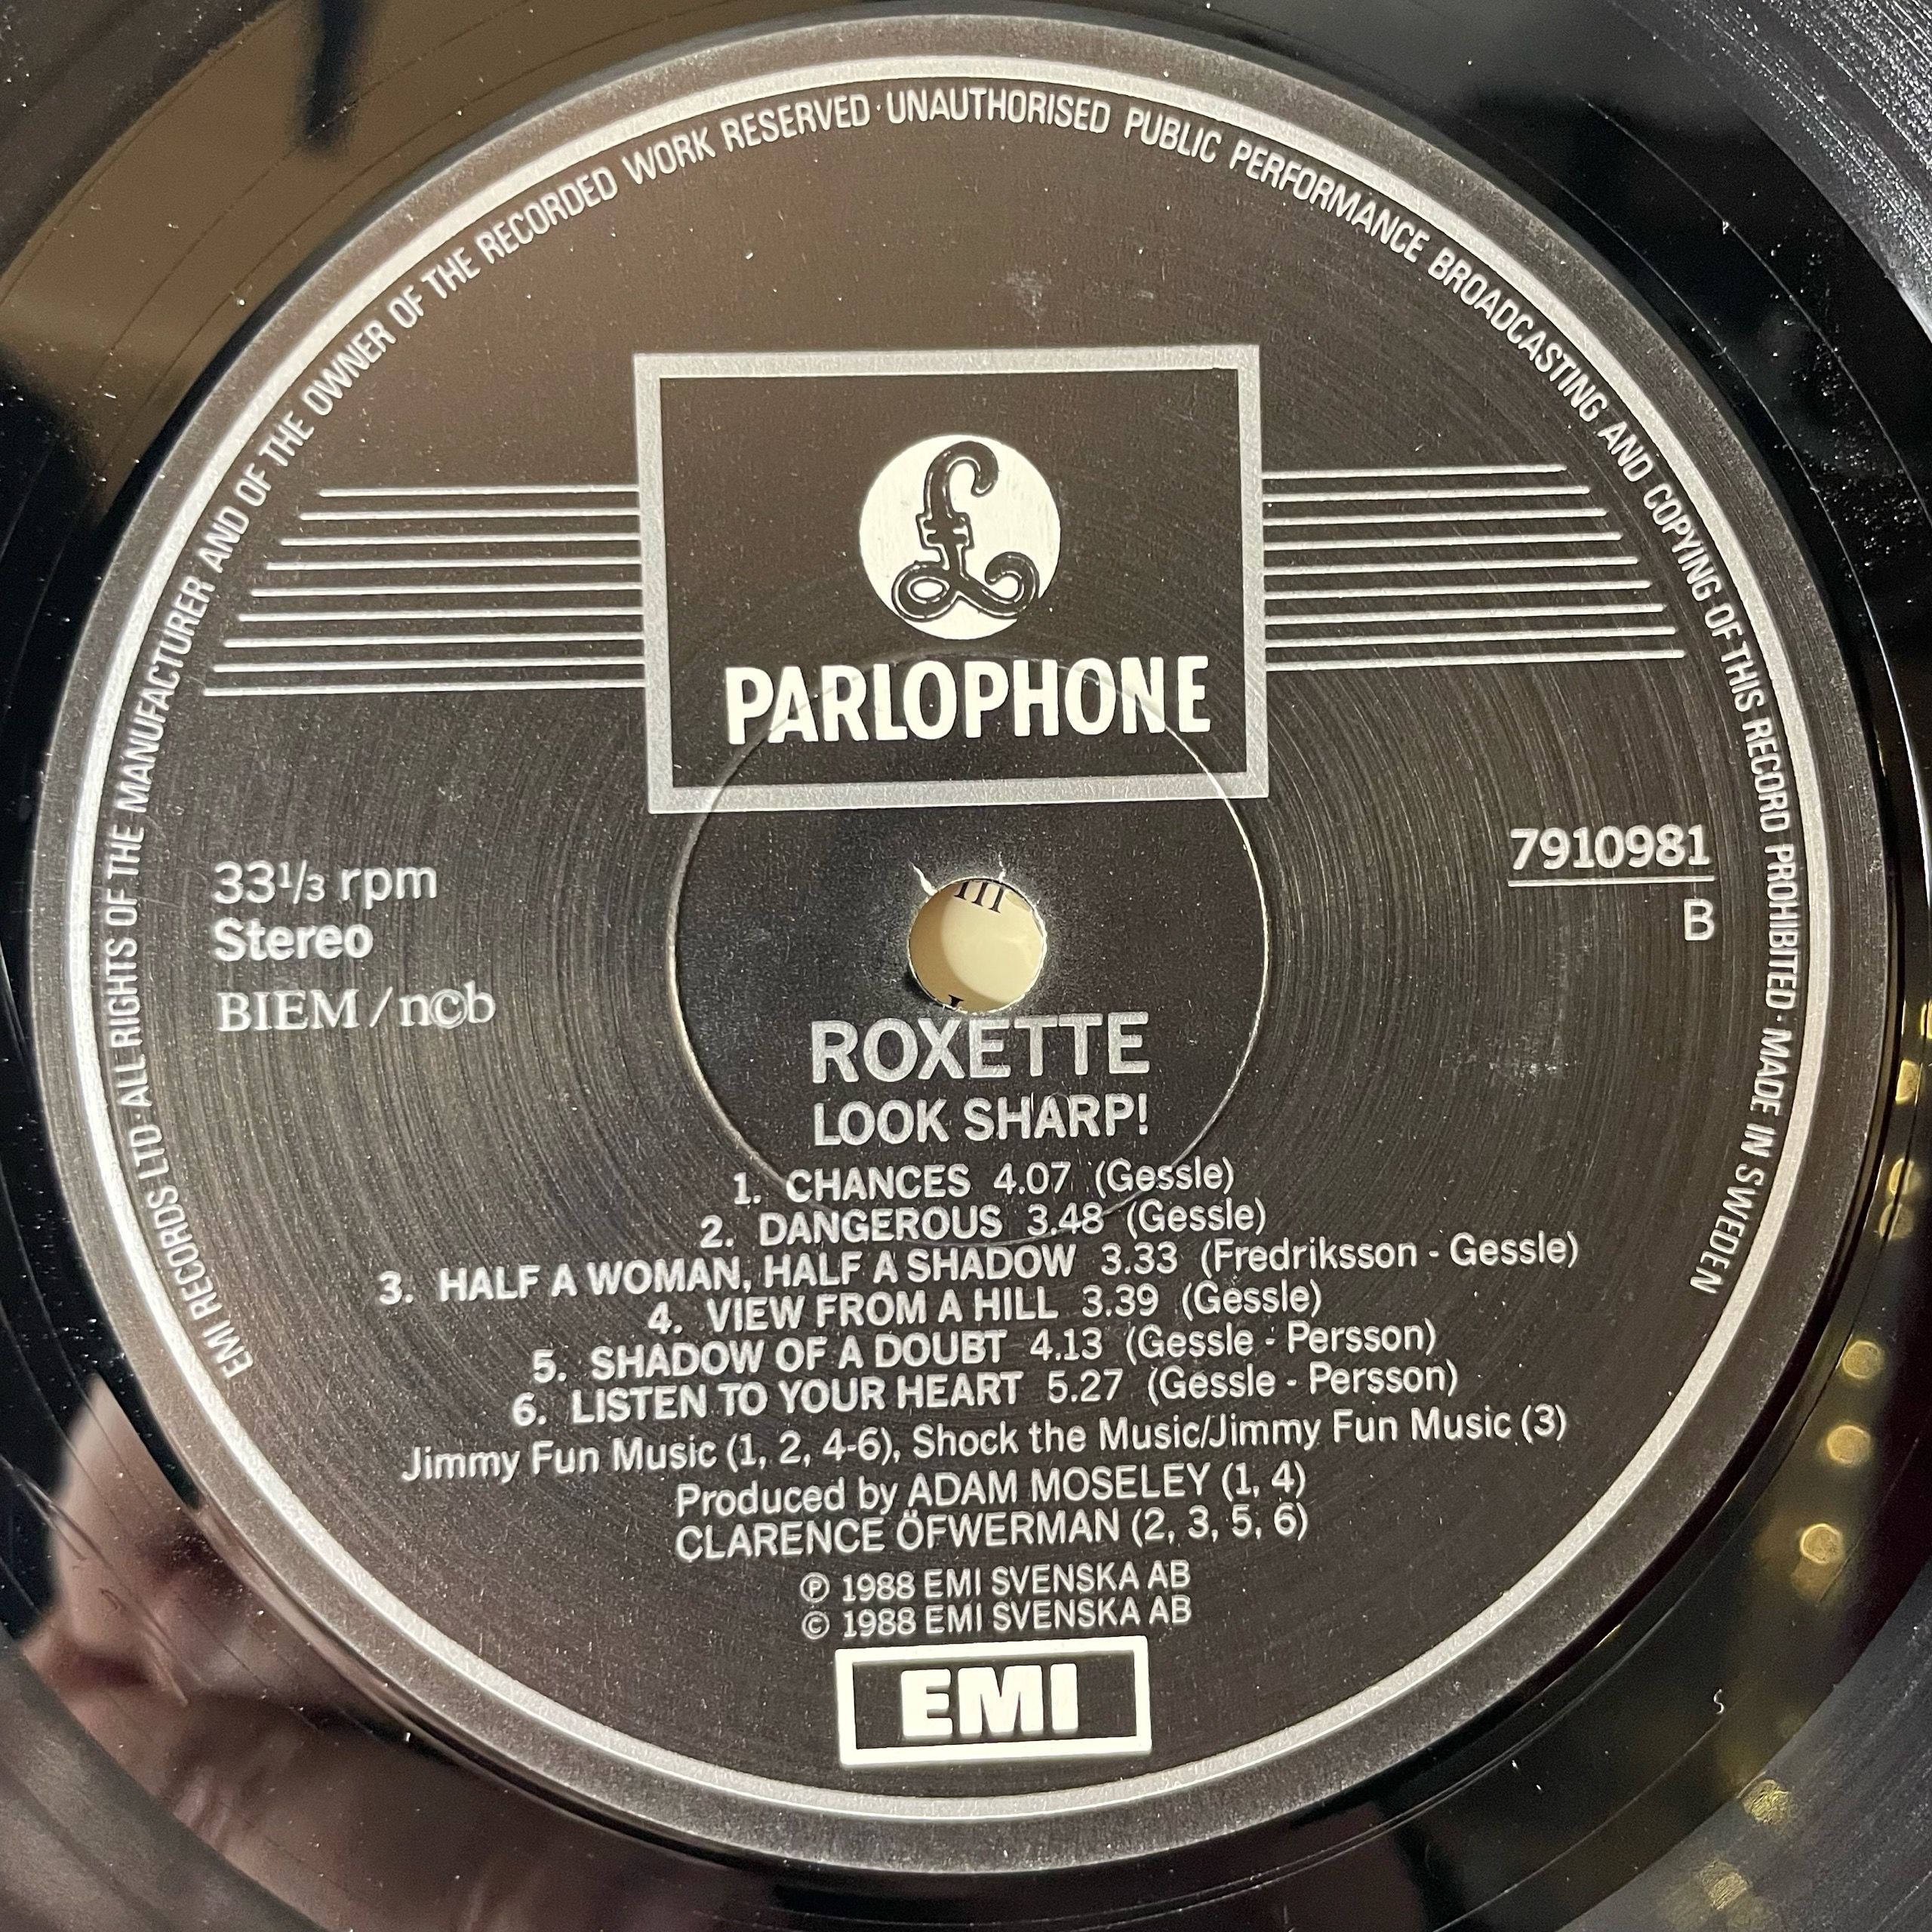 EMI RECORDS LTD·ALL RIGHTS OF THE MANUFACTURER AND OF THE OWNER OF THE RECORDED WORK RESERVED·UNAUTHORISED PUBLIC PERFORMANCE BROADCASTING AND COPYING·OF THIS RECORD PROHIBITED·MADE IN SWEDEN
£
PARLOPHONE
33⅓ rpm
Stereo
BIEM / n©b
7910981
B
III
ROXETTE
LOOK SHARP!
1. CHANCES 4.07 (Gessle)
2. DANGEROUS 3.48 (Gessle)
3. HALF A WOMAN, HALF A SHADOW 3.33 (Fredriksson - Gessle)
4. VIEW FROM A HILL 3.39 (Gessle)
5. SHADOW OF A DOUBT 4.13 (Gessle - Persson)
6. LISTEN TO YOUR HEART 5.27 (Gessle - Persson)
Jimmy Fun Music (1, 2, 4-6), Shock the Music/Jimmy Fun Music (3)
Produced by ADAM MOSELEY (1, 4)
CLARENCE ÖFWERMAN (2, 3, 5, 6)
℗ 1988 EMI SVENSKA AB
© 1988 EMI SVENSKA AB
EMI